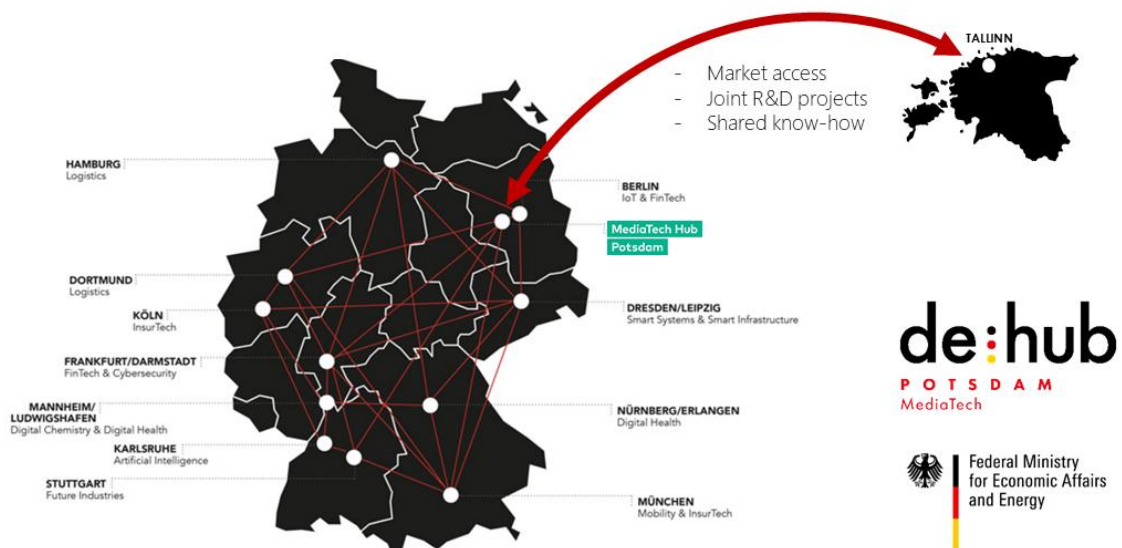 TALLINN
- Market access
- Joint R&D projects
- Shared know-how
HAMBURG
Logistics
BERLIN
IoT & FinTech
MediaTech Hub
Potsdam
DORTMUND
Logistics
KÖLN
InsurTech
DRESDEN/LEIPZIG
Smart Systems & Smart Infrastructure
FRANKFURT/DARMSTADT
FinTech & Cybersecurity
MANNHEIM/
LUDWIGSHAFEN
Digital Chemistry & Digital Health
NÜRNBERG/ERLANGEN
Digital Health
KARLSRUHE
Artificial Intelligence
STUTTGART
Future Industries
MÜNCHEN
Mobility & InsurTech
de:hub
POTSDAM
MediaTech
Federal Ministry
for Economic Affairs
and Energy